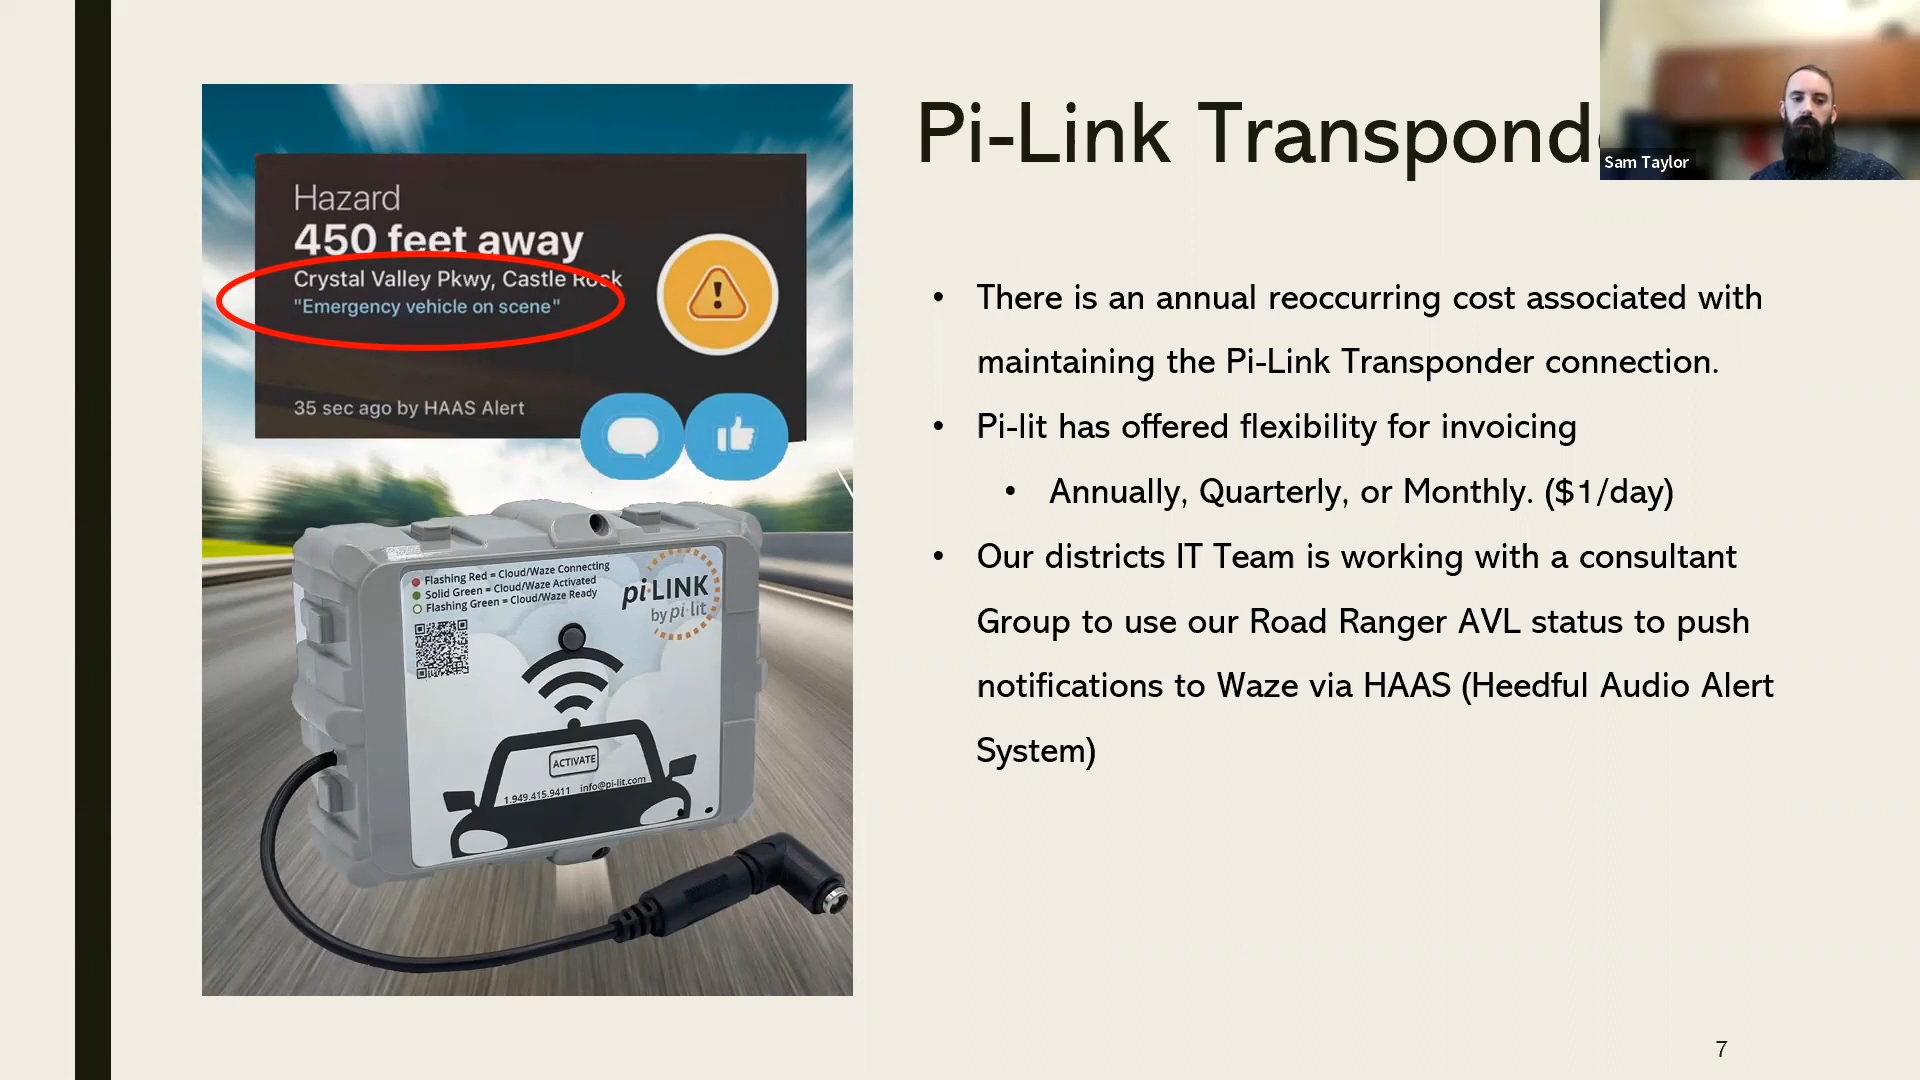 Pi-Link Transpond
Sam Taylor
Hazard
450 feet away
Crystal Valley Pkwy, Castle Rock
"Emergency vehicle on scene"
35 sec ago by HAAS Alert
Flashing Red = Cloud/Waze Connecting
Solid Green = Cloud/Waze Activated
Flashing Green = Cloud/Waze Ready
pi·LINK
by pi·lit
ACTIVATE
1.949.415.9411 info@pi-lit.com
• There is an annual reoccurring cost associated with
maintaining the Pi-Link Transponder connection.
• Pi-lit has offered flexibility for invoicing
• Annually, Quarterly, or Monthly. ($1/day)
• Our districts IT Team is working with a consultant
Group to use our Road Ranger AVL status to push
notifications to Waze via HAAS (Heedful Audio Alert
System)
7